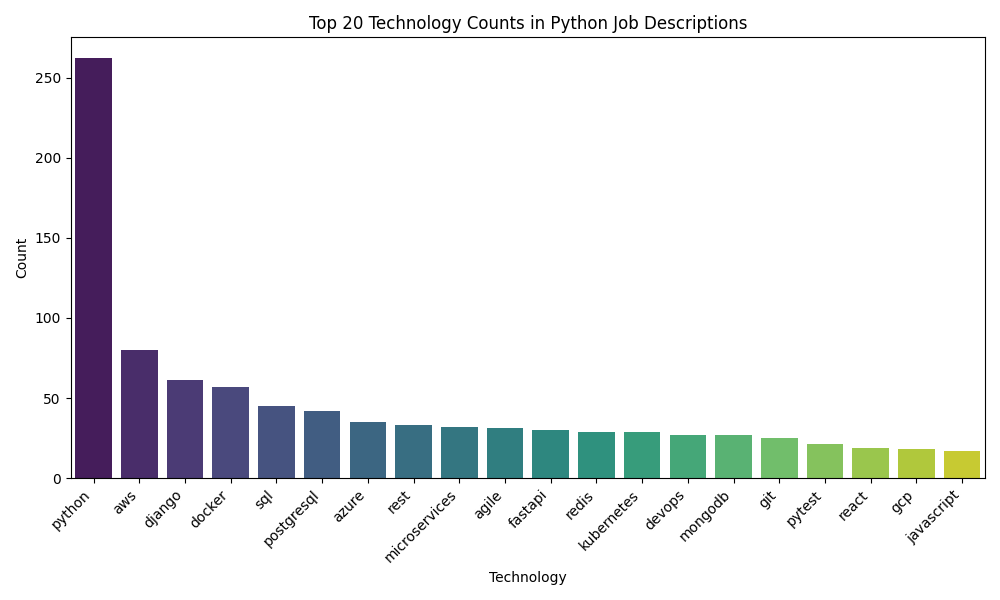 Top 20 Technology Counts in Python Job Descriptions
Count
250
200
150
100
50
0
python
aws
django
docker
sql
postgresql
azure
rest
microservices
agile
fastapi
redis
kubernetes
devops
mongodb
git
pytest
react
gcp
javascript
Technology